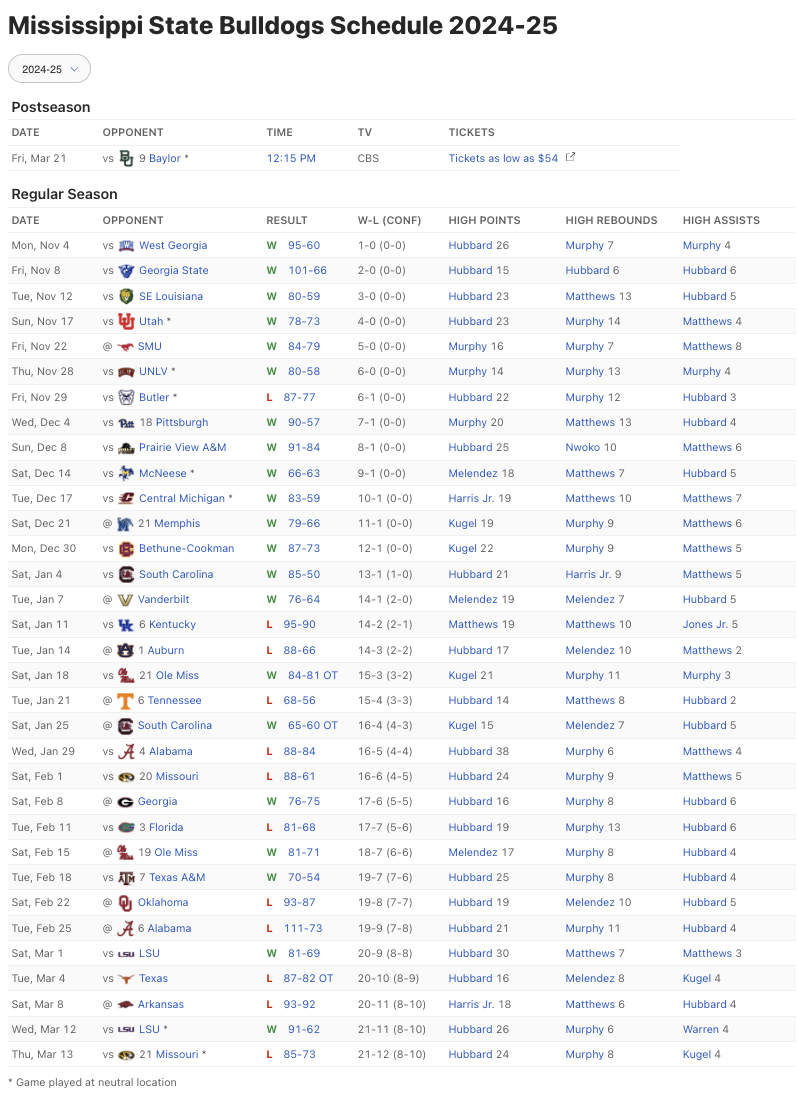 Mississippi State Bulldogs Schedule 2024-25
2024-25
Postseason
DATE OPPONENT TIME TV TICKETS
Fri, Mar 21 vs 9 Baylor * 12:15 PM CBS Tickets as low as $54
Regular Season
DATE OPPONENT RESULT W-L (CONF) HIGH POINTS HIGH REBOUNDS HIGH ASSISTS
Mon, Nov 4 vs West Georgia W 95-60 1-0 (0-0) Hubbard 26 Murphy 7 Murphy 4
Fri, Nov 8 vs Georgia State W 101-66 2-0 (0-0) Hubbard 15 Hubbard 6 Hubbard 6
Tue, Nov 12 vs SE Louisiana W 80-59 3-0 (0-0) Hubbard 23 Matthews 13 Hubbard 5
Sun, Nov 17 vs Utah * W 78-73 4-0 (0-0) Hubbard 23 Murphy 14 Matthews 4
Fri, Nov 22 @ SMU W 84-79 5-0 (0-0) Murphy 16 Murphy 7 Matthews 8
Thu, Nov 28 vs UNLV * W 80-58 6-0 (0-0) Murphy 14 Murphy 13 Murphy 4
Fri, Nov 29 vs Butler * L 87-77 6-1 (0-0) Hubbard 22 Murphy 12 Hubbard 3
Wed, Dec 4 vs Pitt 18 Pittsburgh W 90-57 7-1 (0-0) Murphy 20 Matthews 13 Hubbard 4
Sun, Dec 8 vs Prairie View A&M W 91-84 8-1 (0-0) Hubbard 25 Nwoko 10 Matthews 6
Sat, Dec 14 vs McNeese * W 66-63 9-1 (0-0) Melendez 18 Matthews 7 Hubbard 5
Tue, Dec 17 vs Central Michigan * W 83-59 10-1 (0-0) Harris Jr. 19 Matthews 10 Matthews 7
Sat, Dec 21 @ 21 Memphis W 79-66 11-1 (0-0) Kugel 19 Murphy 9 Matthews 6
Mon, Dec 30 vs Bethune-Cookman W 87-73 12-1 (0-0) Kugel 22 Murphy 9 Matthews 5
Sat, Jan 4 vs South Carolina W 85-50 13-1 (1-0) Hubbard 21 Harris Jr. 9 Matthews 5
Tue, Jan 7 @ Vanderbilt W 76-64 14-1 (2-0) Melendez 19 Melendez 7 Hubbard 5
Sat, Jan 11 vs 6 Kentucky L 95-90 14-2 (2-1) Matthews 19 Matthews 10 Jones Jr. 5
Tue, Jan 14 @ 1 Auburn L 88-66 14-3 (2-2) Hubbard 17 Melendez 10 Matthews 2
Sat, Jan 18 vs 21 Ole Miss W 84-81 OT 15-3 (3-2) Kugel 21 Murphy 11 Murphy 3
Tue, Jan 21 @ 6 Tennessee L 68-56 15-4 (3-3) Hubbard 14 Matthews 8 Hubbard 2
Sat, Jan 25 @ South Carolina W 65-60 OT 16-4 (4-3) Kugel 15 Melendez 7 Hubbard 5
Wed, Jan 29 vs 4 Alabama L 88-84 16-5 (4-4) Hubbard 38 Murphy 6 Matthews 4
Sat, Feb 1 vs 20 Missouri L 88-61 16-6 (4-5) Hubbard 24 Murphy 9 Matthews 5
Sat, Feb 8 @ Georgia W 76-75 17-6 (5-5) Hubbard 16 Murphy 8 Hubbard 6
Tue, Feb 11 vs 3 Florida L 81-68 17-7 (5-6) Hubbard 19 Murphy 13 Hubbard 6
Sat, Feb 15 @ 19 Ole Miss W 81-71 18-7 (6-6) Melendez 17 Murphy 8 Hubbard 4
Tue, Feb 18 vs 7 Texas A&M W 70-54 19-7 (7-6) Hubbard 25 Murphy 8 Hubbard 4
Sat, Feb 22 @ Oklahoma L 93-87 19-8 (7-7) Hubbard 19 Melendez 10 Hubbard 4
Tue, Feb 25 @ 6 Alabama L 111-73 19-9 (7-8) Hubbard 21 Murphy 11 Hubbard 4
Sat, Mar 1 vs LSU LSU W 81-69 20-9 (8-8) Hubbard 30 Matthews 7 Matthews 3
Tue, Mar 4 vs Texas L 87-82 OT 20-10 (8-9) Hubbard 16 Melendez 8 Kugel 4
Sat, Mar 8 @ Arkansas L 93-92 20-11 (8-10) Harris Jr. 18 Matthews 6 Hubbard 4
Wed, Mar 12 vs LSU LSU * W 91-62 21-11 (8-10) Hubbard 26 Murphy 6 Warren 4
Thu, Mar 13 vs 21 Missouri * L 85-73 21-12 (8-10) Hubbard 24 Murphy 8 Kugel 4
* Game played at neutral location